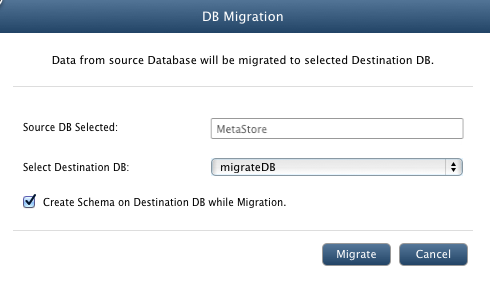 DB Migration
Data from source Database will be migrated to selected Destination DB.
Source DB Selected: MetaStore
Select Destination DB: migrateDB
Create Schema on Destination DB while Migration.
Migrate Cancel